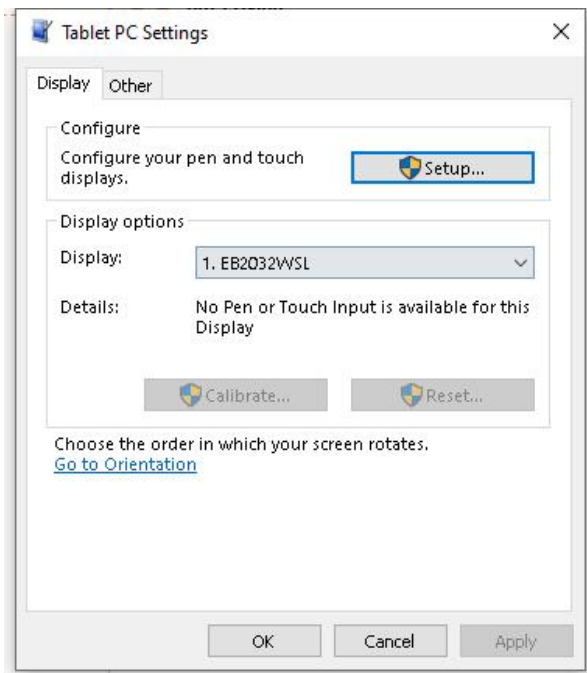 Tablet PC Settings
Display
Other
Configure
Configure your pen and touch
displays.
Setup...
Display options
Display:
1. EB2032WSL
Details:
No Pen or Touch Input is available for this
Display
Calibrate...
Reset...
Choose the order in which your screen rotates.
Go to Orientation
OK
Cancel
Apply